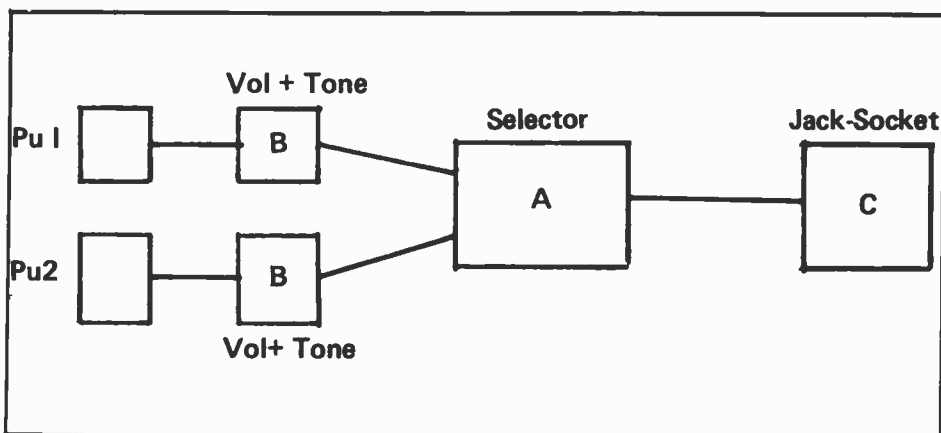 Vol + Tone
Pu I
B
Selector
A
Jack-Socket
C
Pu2
B
Vol+ Tone